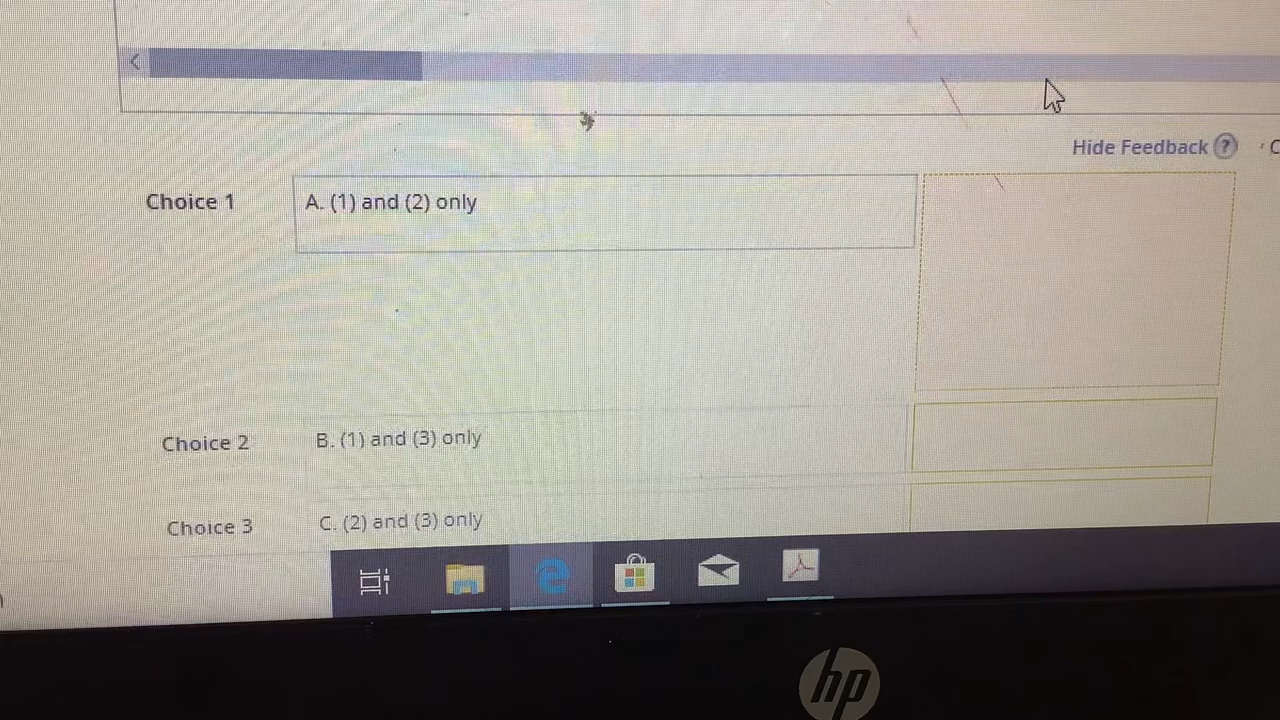 Hide Feedback ?
Choice 1 A. (1) and (2) only
Choice 2 B. (1) and (3) only
Choice 3 C. (2) and (3) only
hp